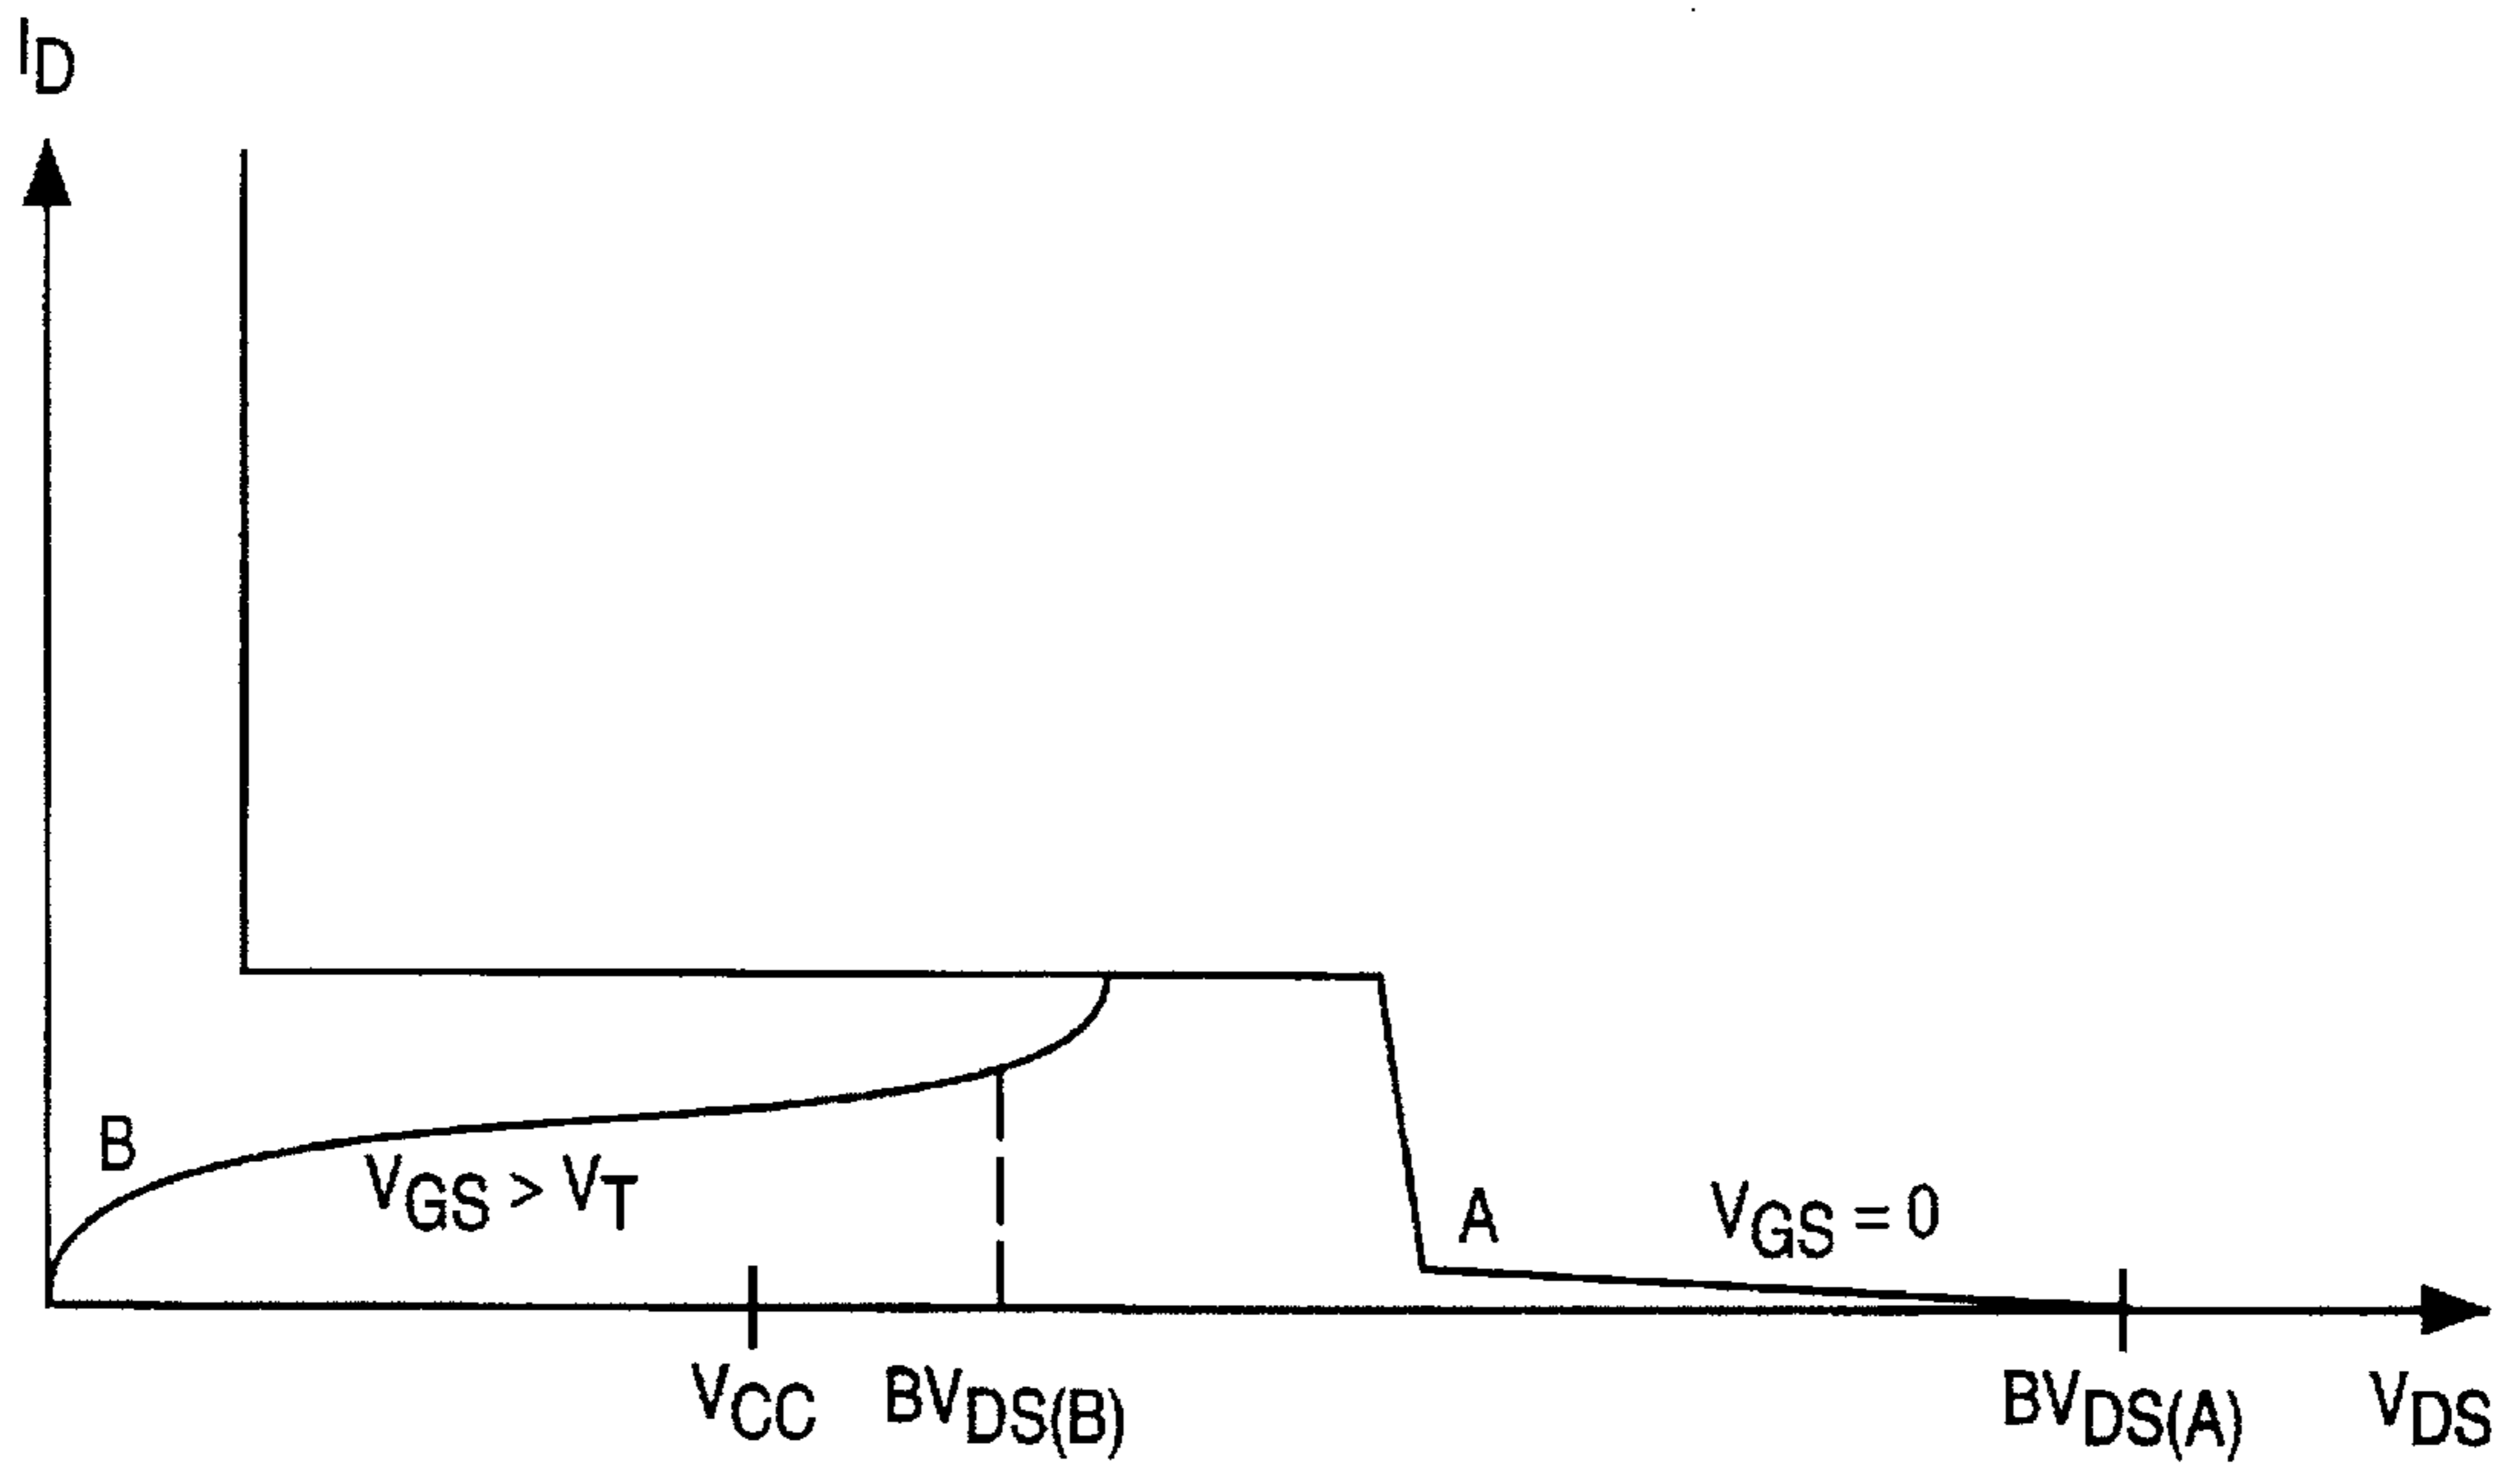 ID
B
VGS > VT
A
VGS = 0
VCC
BVDS(B)
BVDS(A)
VDS